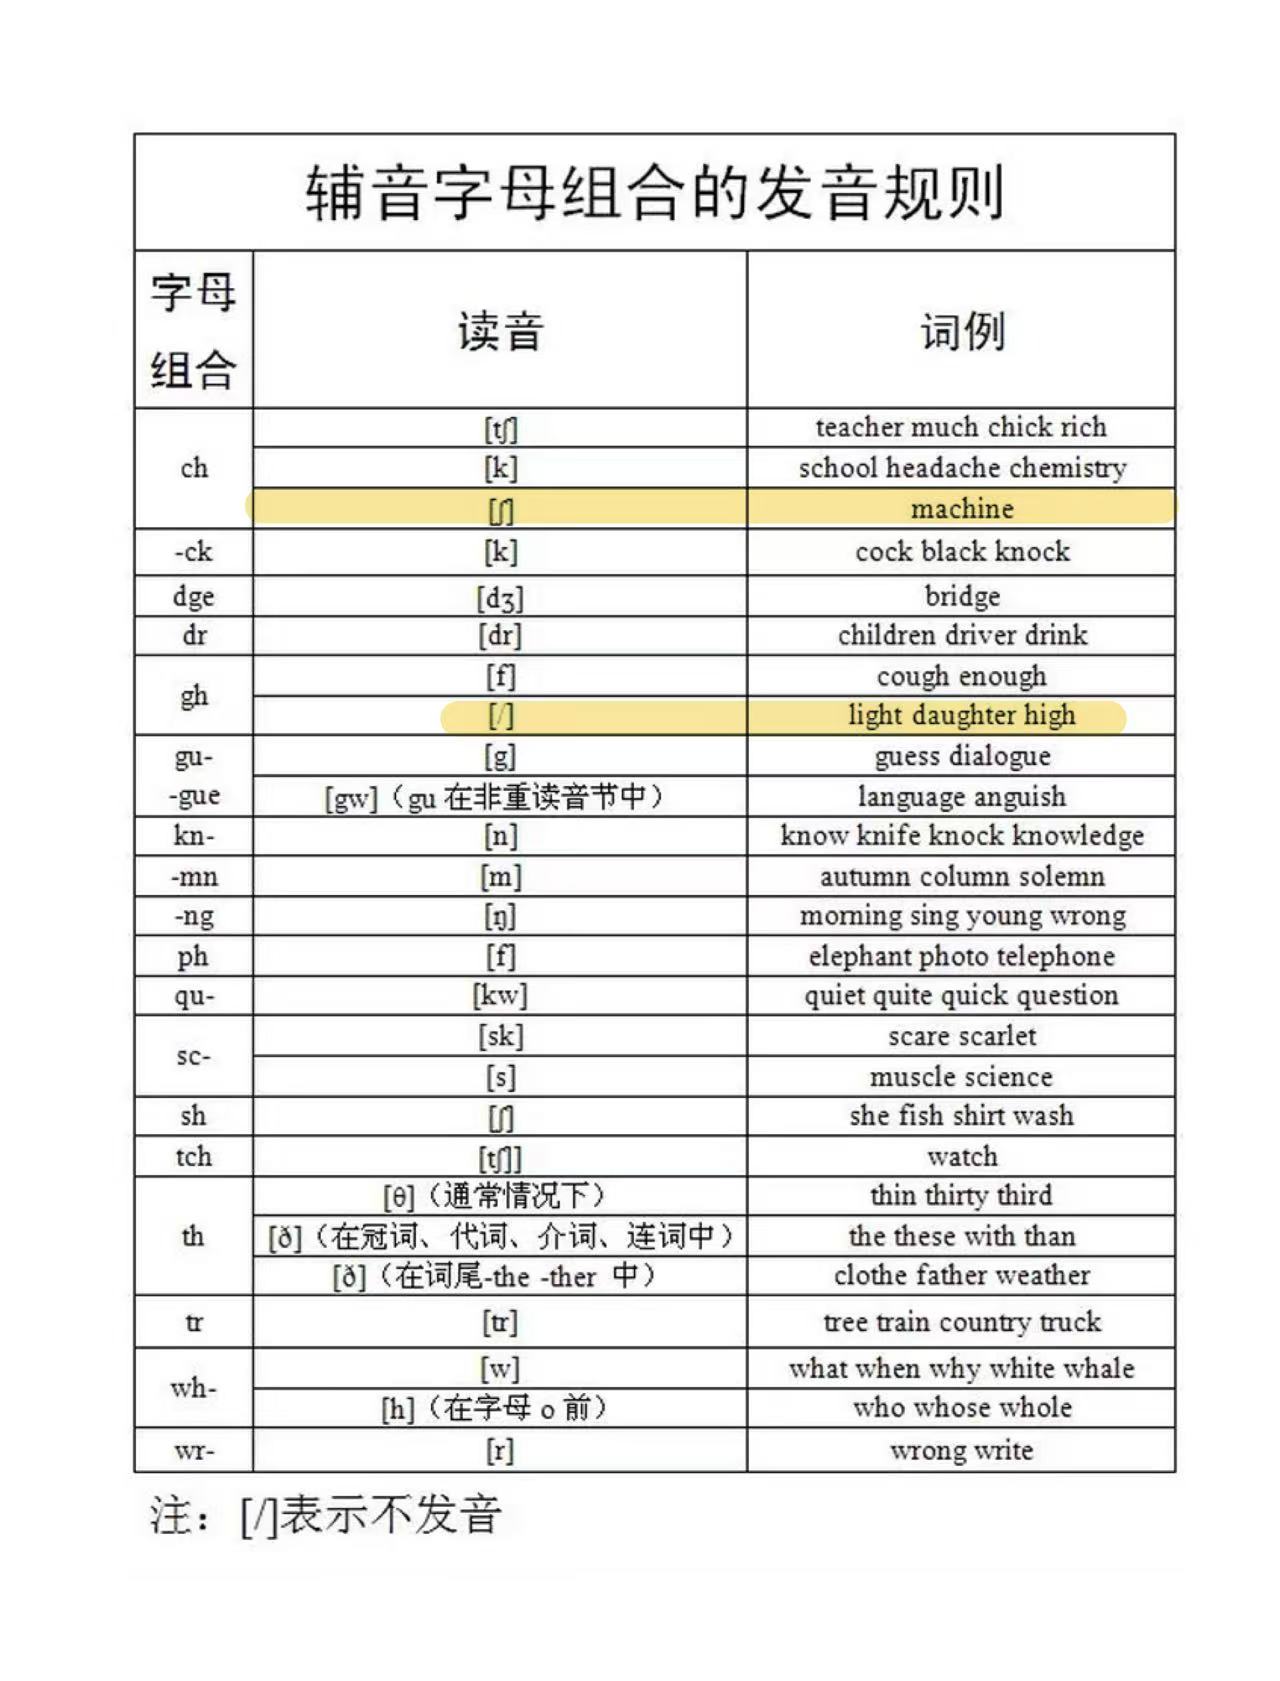 辅音字母组合的发音规则
字母组合 读音 词例
ch [tʃ] teacher much chick rich
[k] school headache chemistry
[ʃ] machine
-ck [k] cock black knock
dge [dʒ] bridge
dr [dr] children driver drink
gh [f] cough enough
[/] light daughter high
gu- [g] guess dialogue
-gue [gw]（gu 在非重读音节中） language anguish
kn- [n] know knife knock knowledge
-mn [m] autumn column solemn
-ng [ŋ] morning sing young wrong
ph [f] elephant photo telephone
qu- [kw] quiet quite quick question
sc- [sk] scare scarlet
[s] muscle science
sh [ʃ] she fish shirt wash
tch [tʃ]] watch
th [θ]（通常情况下） thin thirty third
[ð]（在冠词、代词、介词、连词中） the these with than
[ð]（在词尾-the -ther 中） clothe father weather
tr [tr] tree train country truck
wh- [w] what when why white whale
[h]（在字母 o 前） who whose whole
wr- [r] wrong write
注：[/]表示不发音